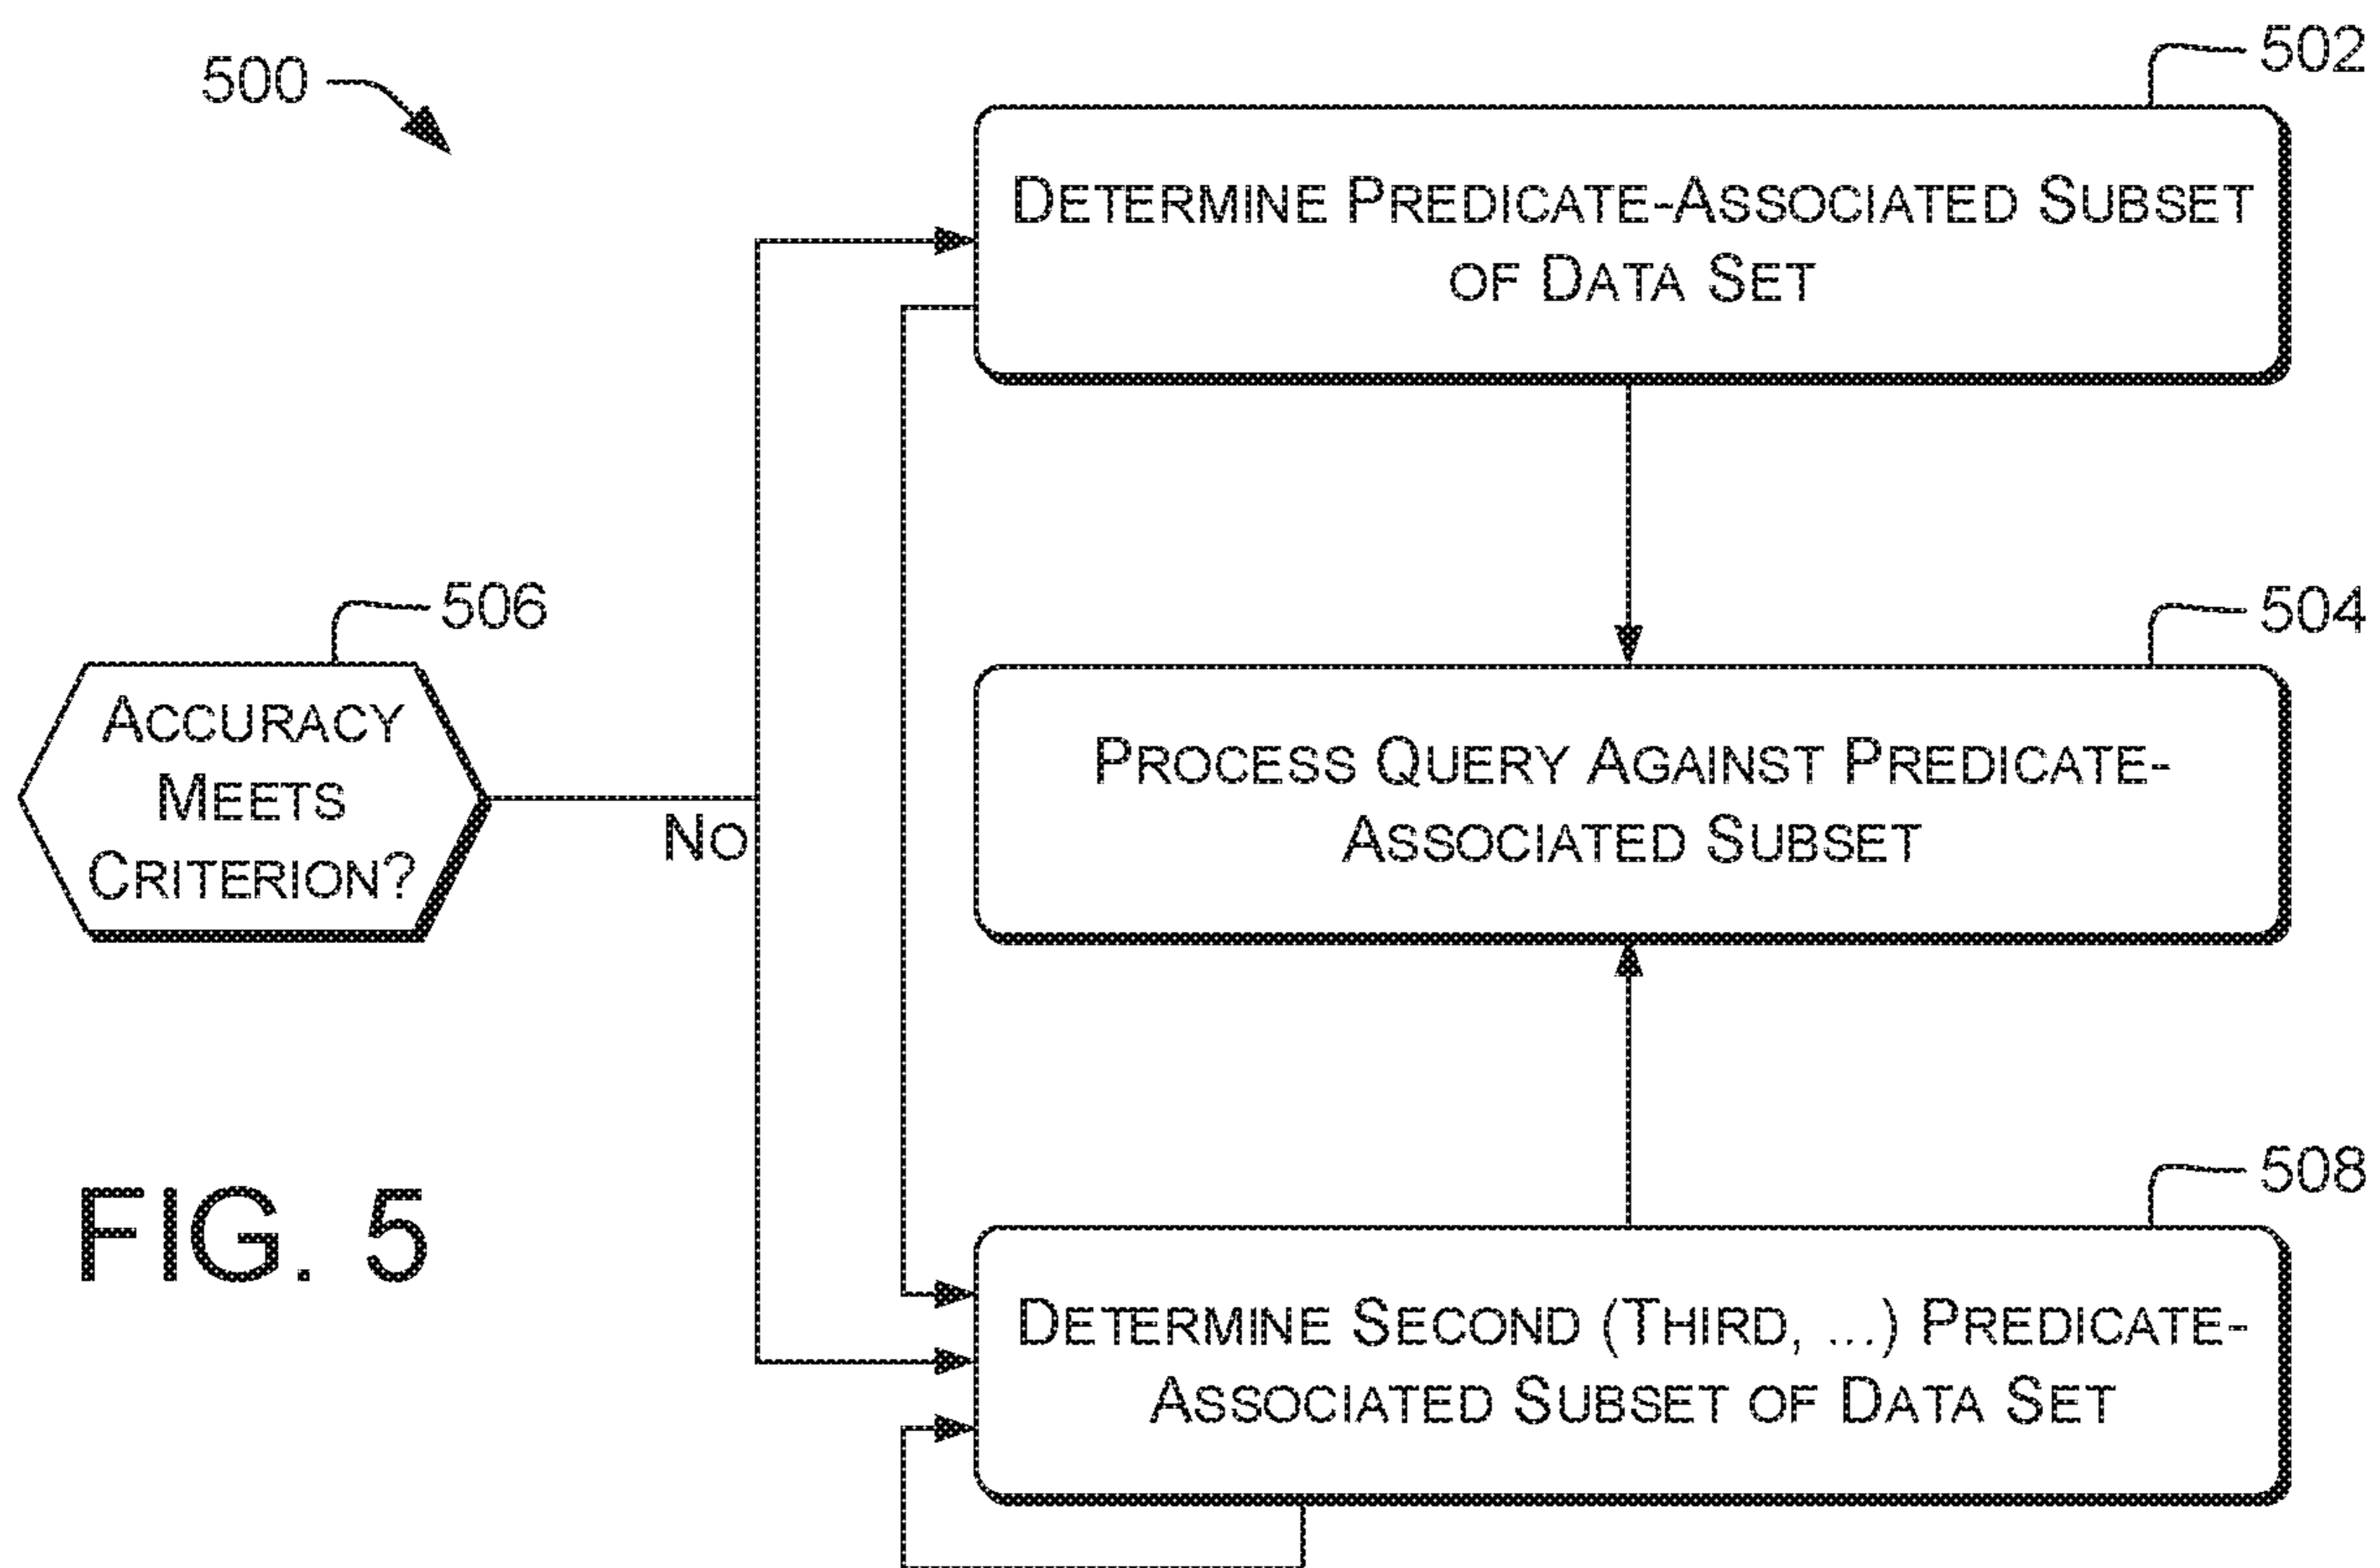 500
502
DETERMINE PREDICATE-ASSOCIATED SUBSET
OF DATA SET
506
504
ACCURACY
MEETS
CRITERION?
NO
PROCESS QUERY AGAINST PREDICATE-
ASSOCIATED SUBSET
508
FIG. 5
DETERMINE SECOND (THIRD, ...) PREDICATE-
ASSOCIATED SUBSET OF DATA SET